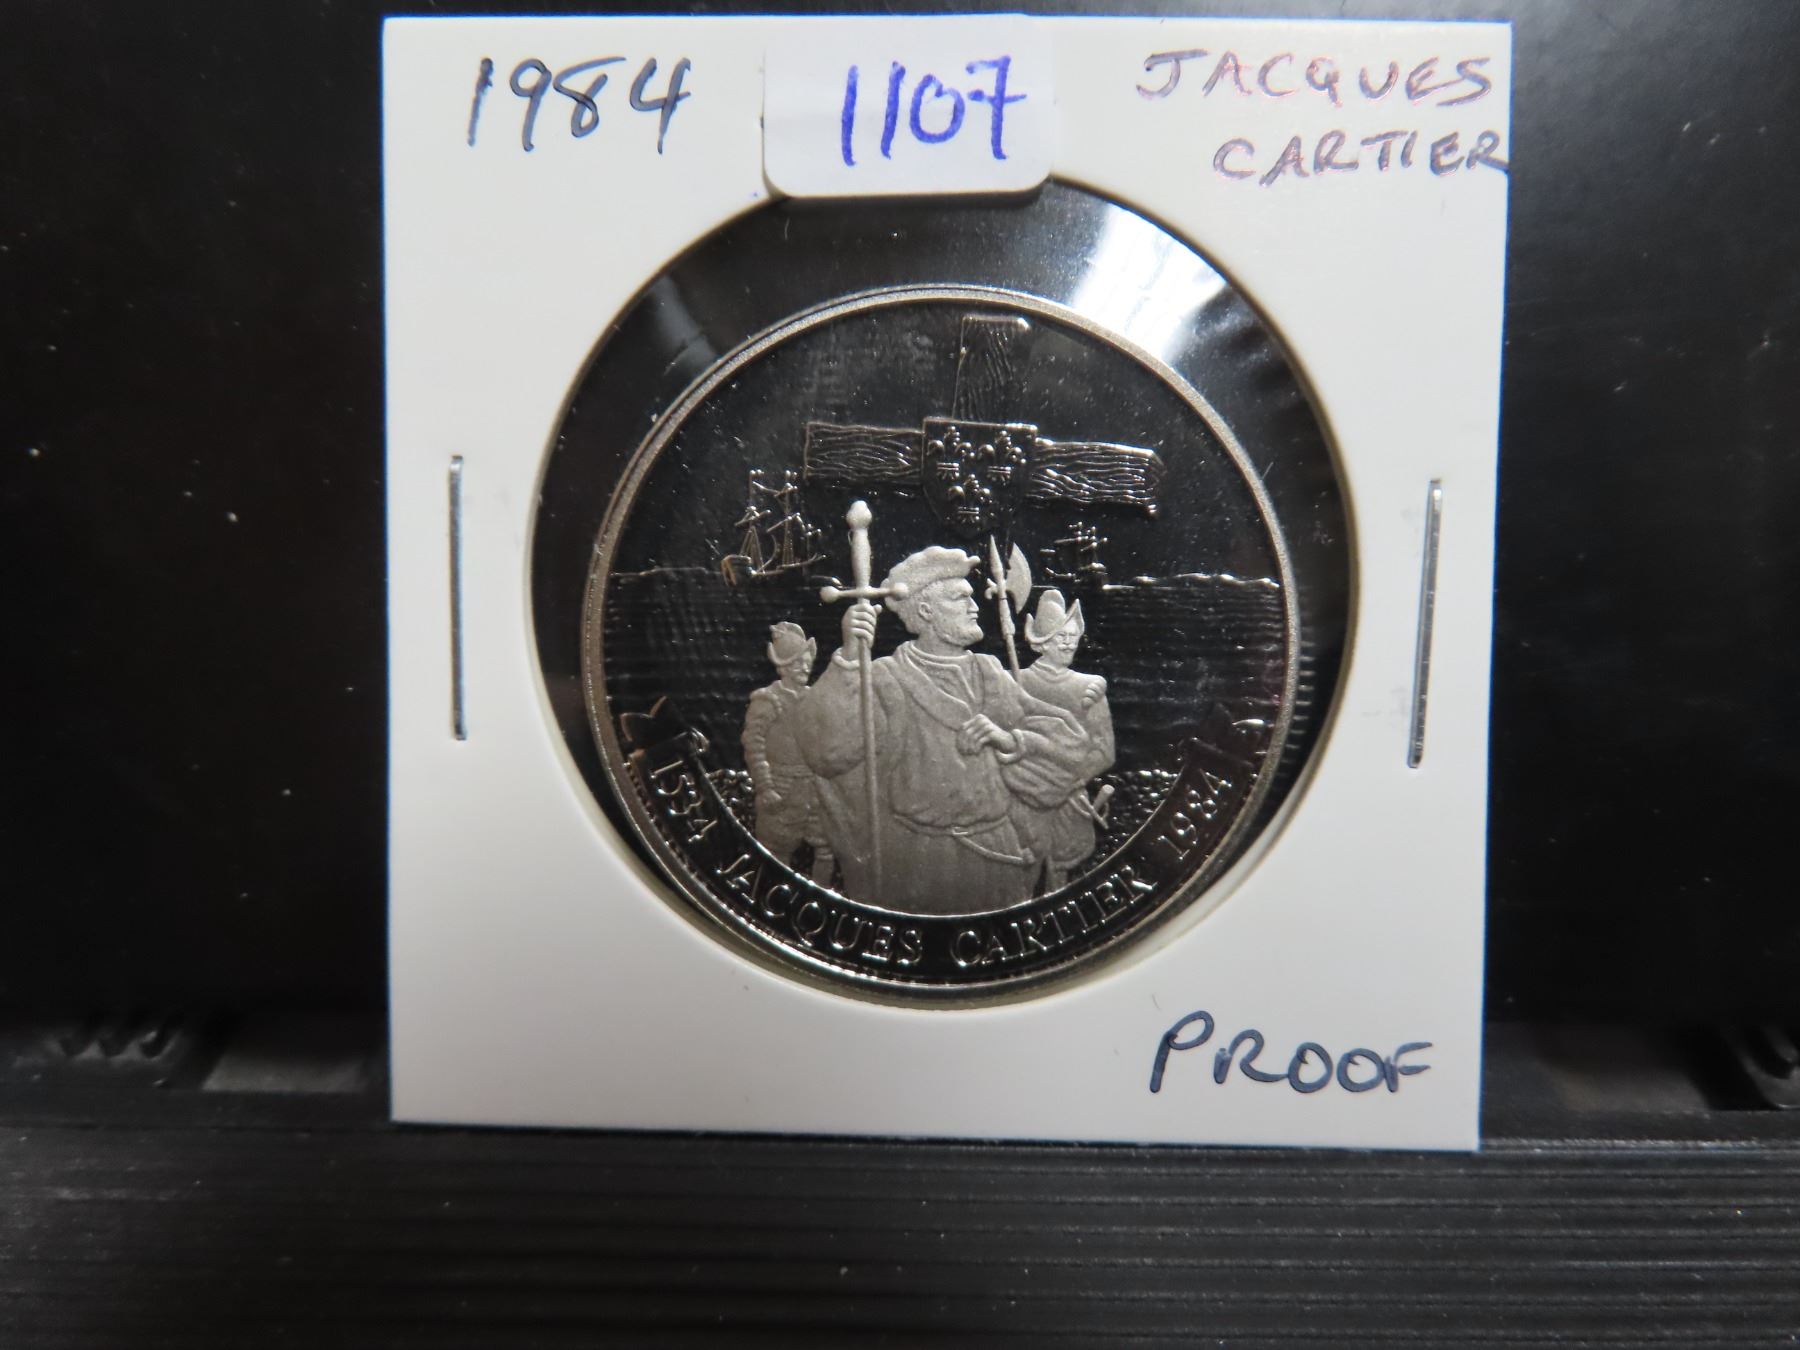 1984
1107
JACQUES
CARTIER
1534 JACQUES CARTIER 1984
PROOF